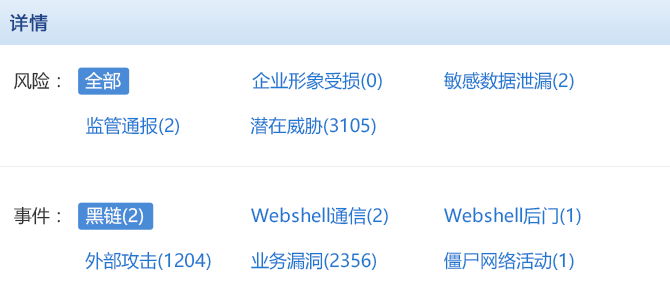 详情
风险： 全部 企业形象受损(0) 敏感数据泄漏(2)
监管通报(2) 潜在威胁(3105)
事件： 黑链(2) Webshell通信(2) Webshell后门(1)
外部攻击(1204) 业务漏洞(2356) 僵尸网络活动(1)